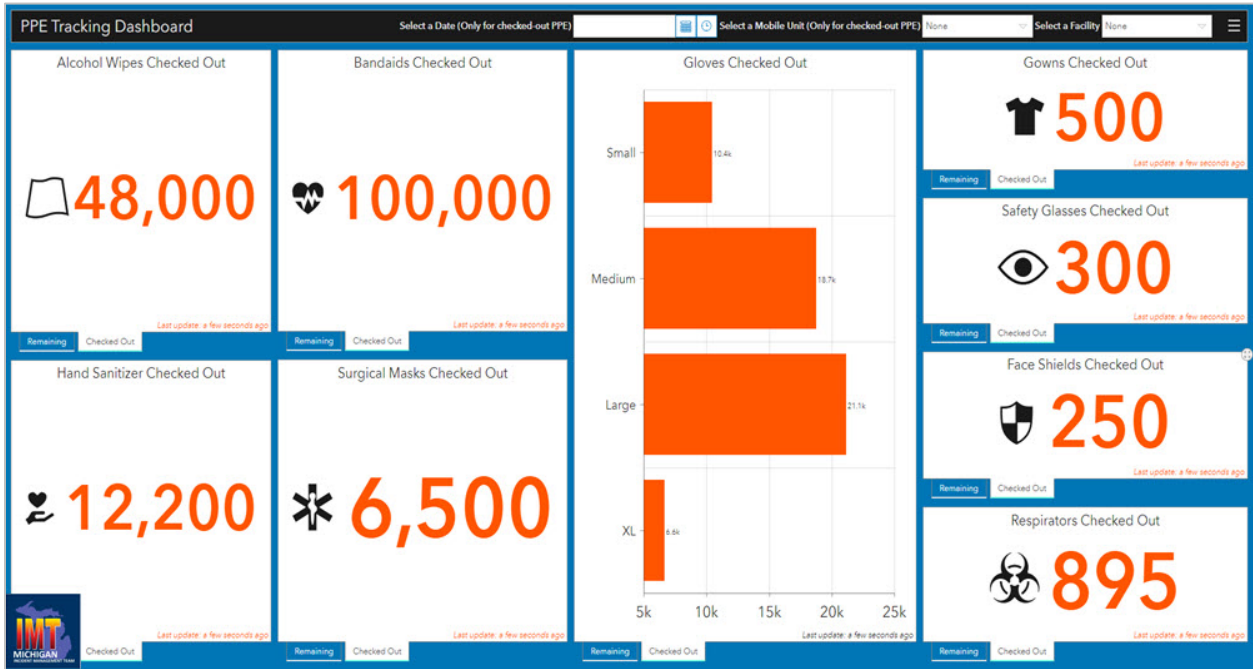 PPE Tracking Dashboard
Select a Date (Only for checked-out PPE)
Select a Mobile Unit (Only for checked-out PPE) None
Select a Facility None
Alcohol Wipes Checked Out
48,000
Last update: a few seconds ago
Remaining Checked Out
Bandaids Checked Out
100,000
Last update: a few seconds ago
Remaining Checked Out
Hand Sanitizer Checked Out
12,200
Last update: a few seconds ago
Checked Out
IMT
MICHIGAN
INCIDENT MANAGEMENT TEAM
Surgical Masks Checked Out
6,500
Last update: a few seconds ago
Remaining Checked Out
Gloves Checked Out
Small 10.4k
Medium 18.7k
Large 21.1k
XL 6.6k
5k 10k 15k 20k 25k
Last update: a few seconds ago
Remaining Checked Out
Gowns Checked Out
500
Last update: a few seconds ago
Remaining Checked Out
Safety Glasses Checked Out
300
Last update: a few seconds ago
Remaining Checked Out
Face Shields Checked Out
250
Last update: a few seconds ago
Remaining Checked Out
Respirators Checked Out
895
Last update: a few seconds ago
Remaining Checked Out